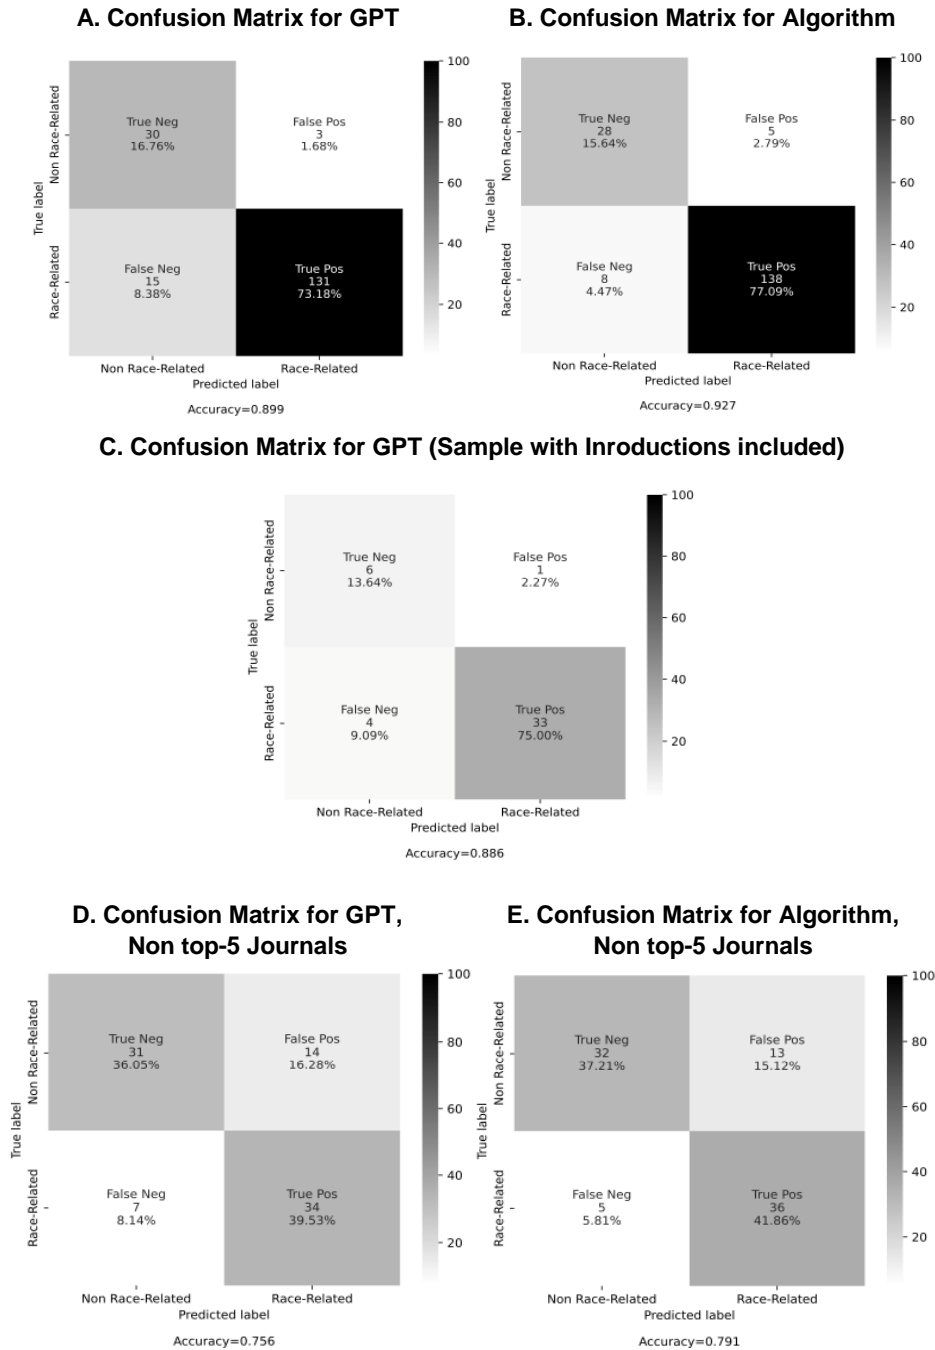 A. Confusion Matrix for GPT
True label
Non Race-Related
Race-Related
True Neg
30
16.76%
False Pos
3
1.68%
False Neg
15
8.38%
True Pos
131
73.18%
100
80
60
40
20
Non Race-Related
Race-Related
Predicted label
Accuracy=0.899
B. Confusion Matrix for Algorithm
True label
Non Race-Related
Race-Related
True Neg
28
15.64%
False Pos
5
2.79%
False Neg
8
4.47%
True Pos
138
77.09%
100
80
60
40
20
Non Race-Related
Race-Related
Predicted label
Accuracy=0.927
C. Confusion Matrix for GPT (Sample with Inroductions included)
True label
Non Race-Related
Race-Related
True Neg
6
13.64%
False Pos
1
2.27%
False Neg
4
9.09%
True Pos
33
75.00%
100
80
60
40
20
Non Race-Related
Race-Related
Predicted label
Accuracy=0.886
D. Confusion Matrix for GPT,
Non top-5 Journals
True label
Non Race-Related
Race-Related
True Neg
31
36.05%
False Pos
14
16.28%
False Neg
7
8.14%
True Pos
34
39.53%
100
80
60
40
20
Non Race-Related
Race-Related
Predicted label
Accuracy=0.756
E. Confusion Matrix for Algorithm,
Non top-5 Journals
True label
Non Race-Related
Race-Related
True Neg
32
37.21%
False Pos
13
15.12%
False Neg
5
5.81%
True Pos
36
41.86%
100
80
60
40
20
Non Race-Related
Race-Related
Predicted label
Accuracy=0.791